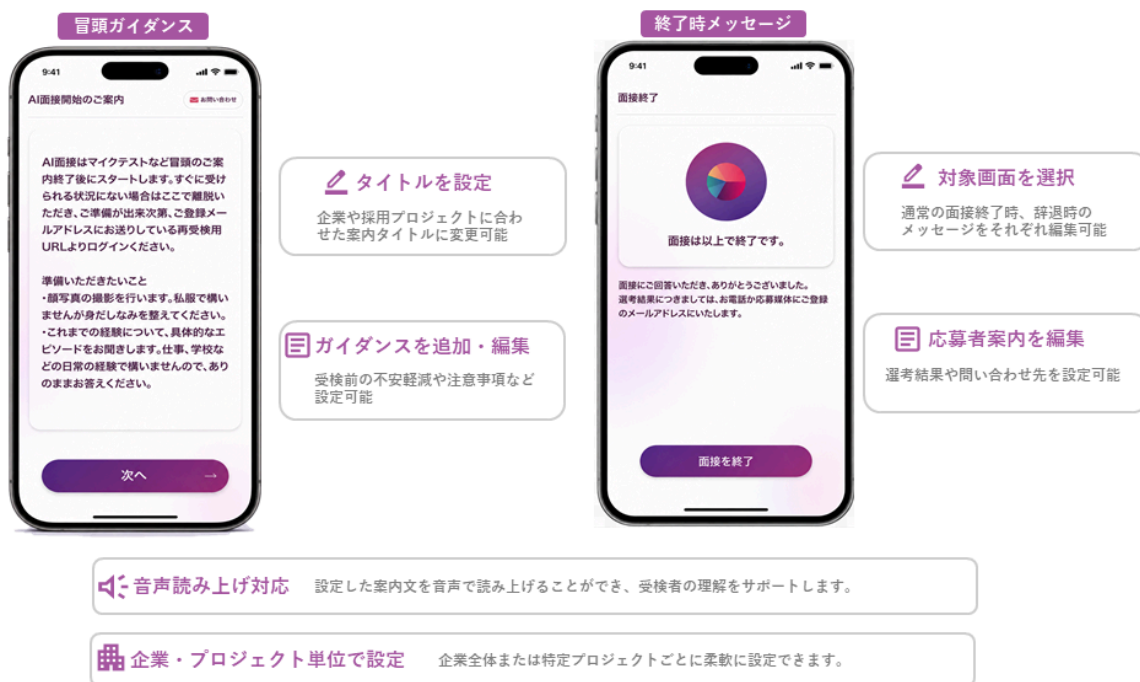 冒頭ガイダンス
9:41
AI面接開始のご案内
お問い合わせ
AI面接はマイクテストなど冒頭のご案
内終了後にスタートします。すぐに受け
られる状況にない場合はここで離脱い
ただき、ご準備が出来次第、ご登録メー
ルアドレスにお送りしている再受検用
URLよりログインください。
準備いただきたいこと
・顔写真の撮影を行います。私服で構い
ませんが身だしなみを整えてください。
・これまでの経験について、具体的なエ
ピソードをお聞きします。仕事、学校な
どの日常の経験で構いませんので、あり
のままお答えください。
次へ →
タイトルを設定
企業や採用プロジェクトに合わ
せた案内タイトルに変更可能
ガイダンスを追加・編集
受検前の不安軽減や注意事項など
設定可能
終了時メッセージ
9:41
面接終了
面接は以上で終了です。
面接にご回答いただき、ありがとうございました。
選考結果につきましては、お電話か応募媒体にご登録
のメールアドレスにいたします。
面接を終了
対象画面を選択
通常の面接終了時、辞退時の
メッセージをそれぞれ編集可能
応募者案内を編集
選考結果や問い合わせ先を設定可能
音声読み上げ対応 設定した案内文を音声で読み上げることができ、受検者の理解をサポートします。
企業・プロジェクト単位で設定 企業全体または特定プロジェクトごとに柔軟に設定できます。